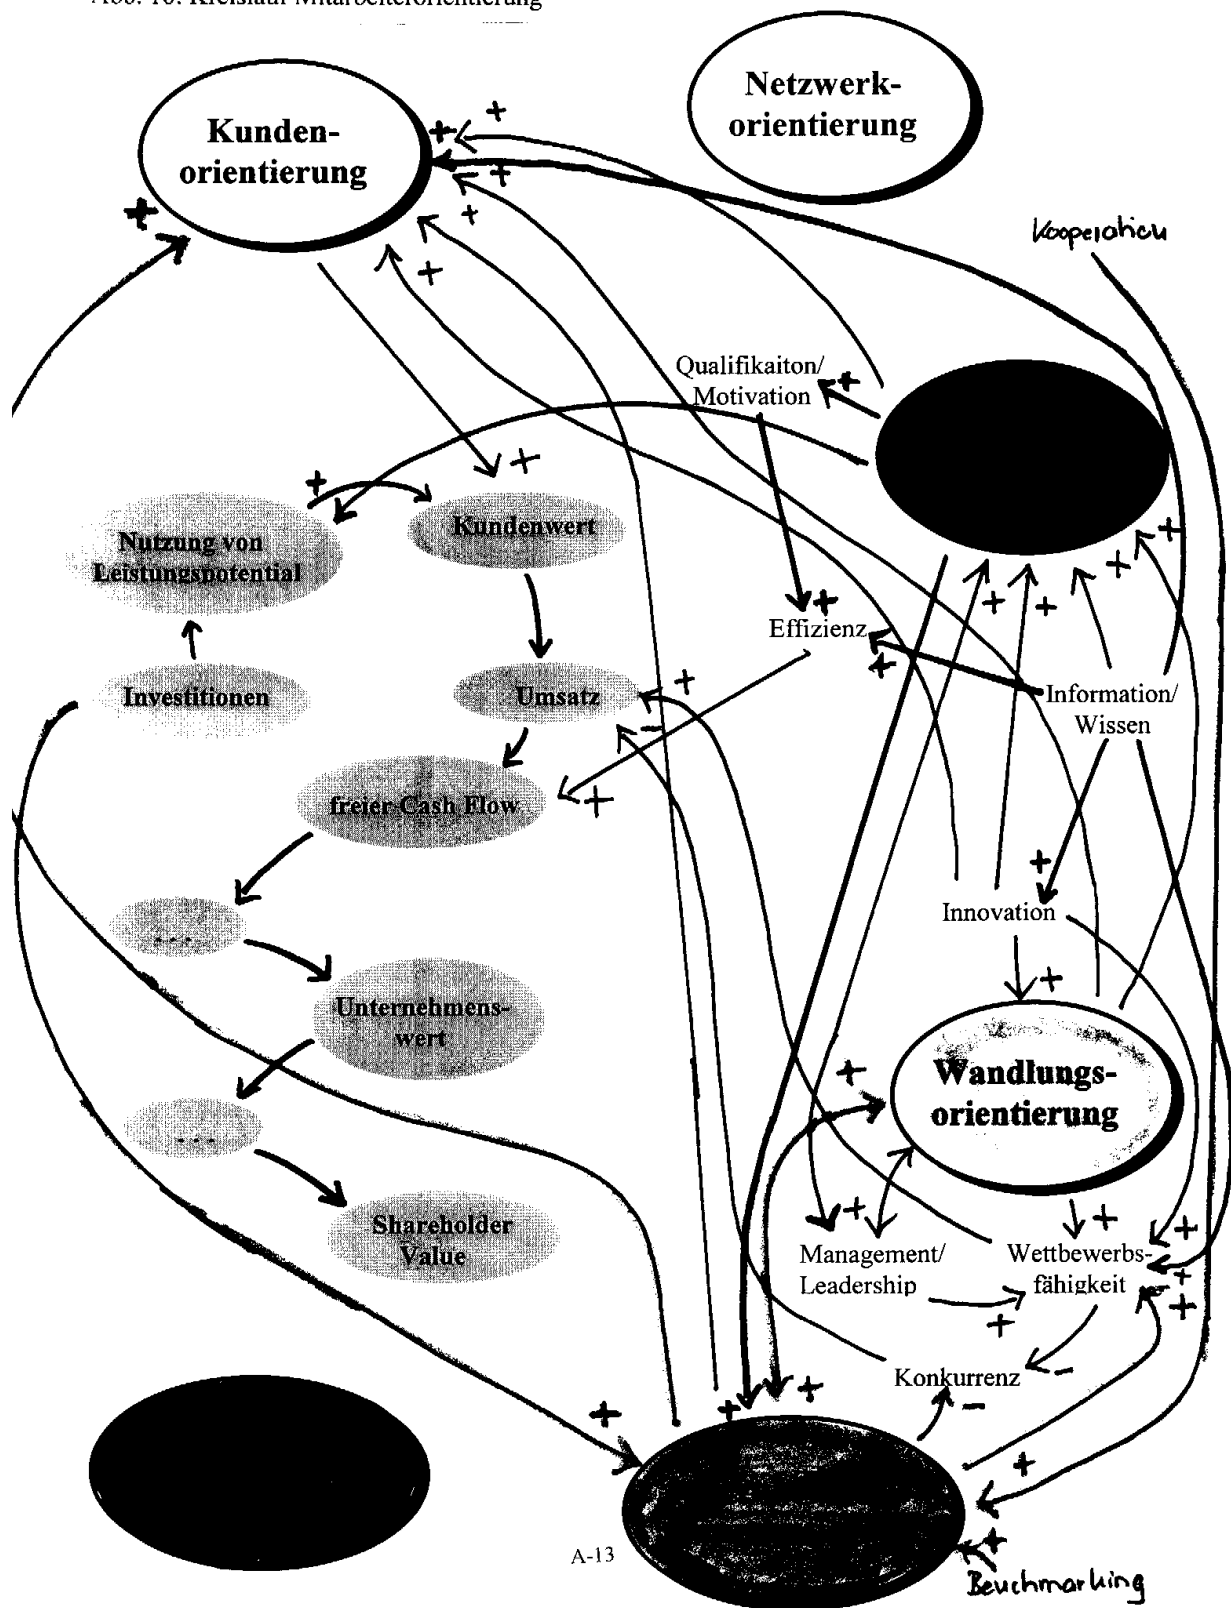 Abb. 10: Kreislauf Mitarbeiterorientierung
Netzwerk-
orientierung
Kunden-
orientierung
Kooperation
Qualifikaiton/
Motivation
Nutzung von
Leistungspotential
Kundenwert
Effizienz
Investitionen
Umsatz
Information/
Wissen
freier Cash Flow
Innovation
...
Unternehmens-
wert
Wandlungs-
orientierung
...
Shareholder
Value
Management/
Leadership
Wettbewerbs-
fähigkeit
Konkurrenz
A-13
Benchmarking